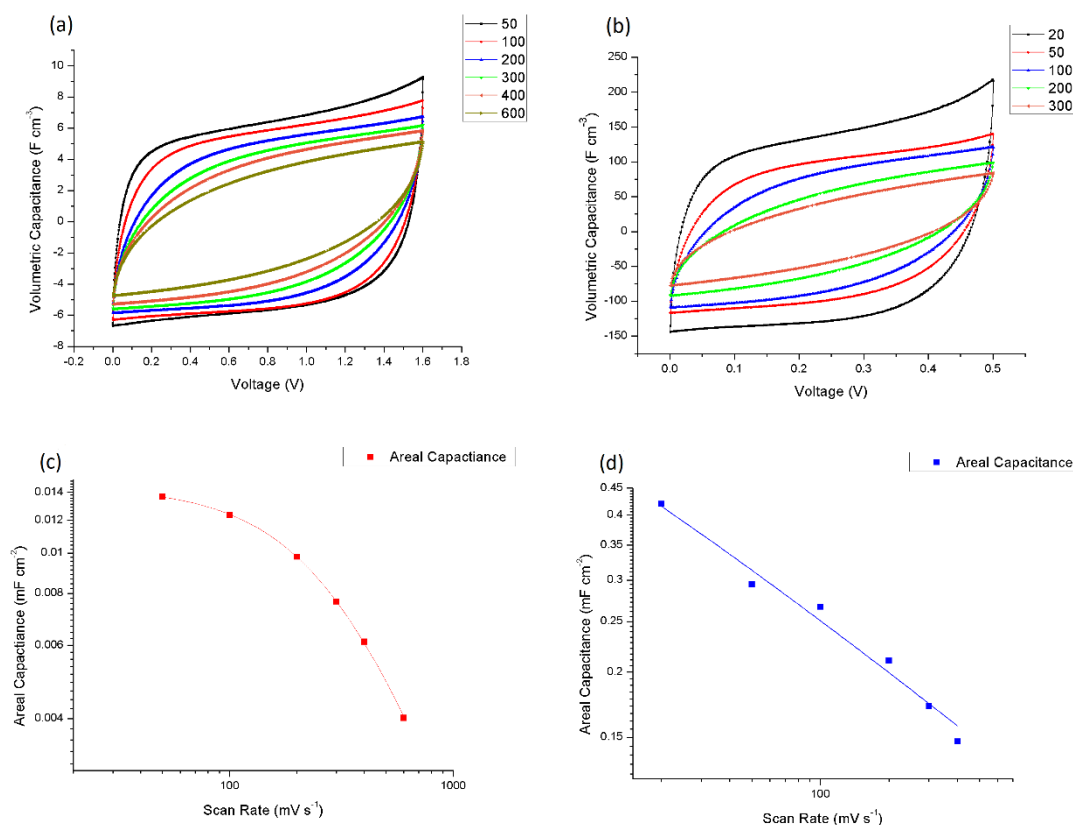 (a)
50
100
200
300
400
600
Volumetric Capacitance (F cm⁻³)
10
8
6
4
2
0
-2
-4
-6
-8
-0.2 0.0 0.2 0.4 0.6 0.8 1.0 1.2 1.4 1.6 1.8
Voltage (V)
(b)
20
50
100
200
300
Volumetric Capacitance (F cm⁻³)
250
200
150
100
50
0
-50
-100
-150
0.0 0.1 0.2 0.3 0.4 0.5
Voltage (V)
(c)
Areal Capactiance
Areal Capactiance (mF cm⁻²)
0.014
0.012
0.01
0.008
0.006
0.004
100 1000
Scan Rate (mV s⁻¹)
(d)
Areal Capacitance
Areal Capacitance (mF cm⁻²)
0.45
0.4
0.35
0.3
0.25
0.2
0.15
100
Scan Rate (mV s⁻¹)